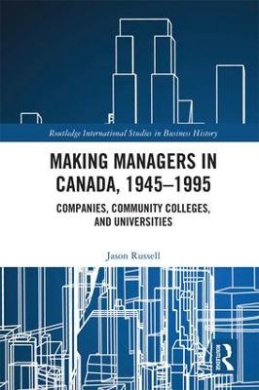 Routledge International Studies in Business History
MAKING MANAGERS IN
CANADA, 1945–1995
COMPANIES, COMMUNITY COLLEGES,
AND UNIVERSITIES
Jason Russell
ROUTLEDGE